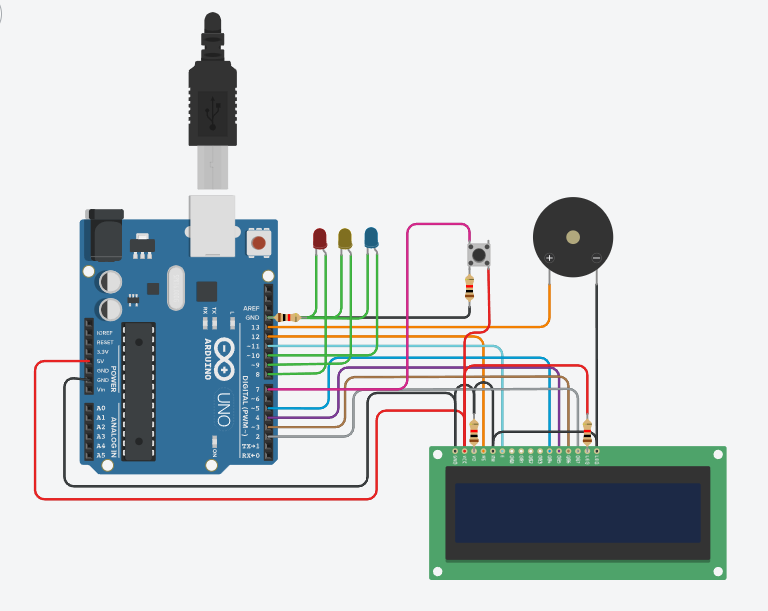 AREF
GND
13
12
~11
~10
~9
8
7
~6
~5
4
~3
2
TX→1
RX←0
DIGITAL (PWM~)
RX
TX
L
ARDUINO
UNO
ON
IOREF
RESET
3.3V
5V
GND
GND
Vin
POWER
A0
A1
A2
A3
A4
A5
ANALOG IN